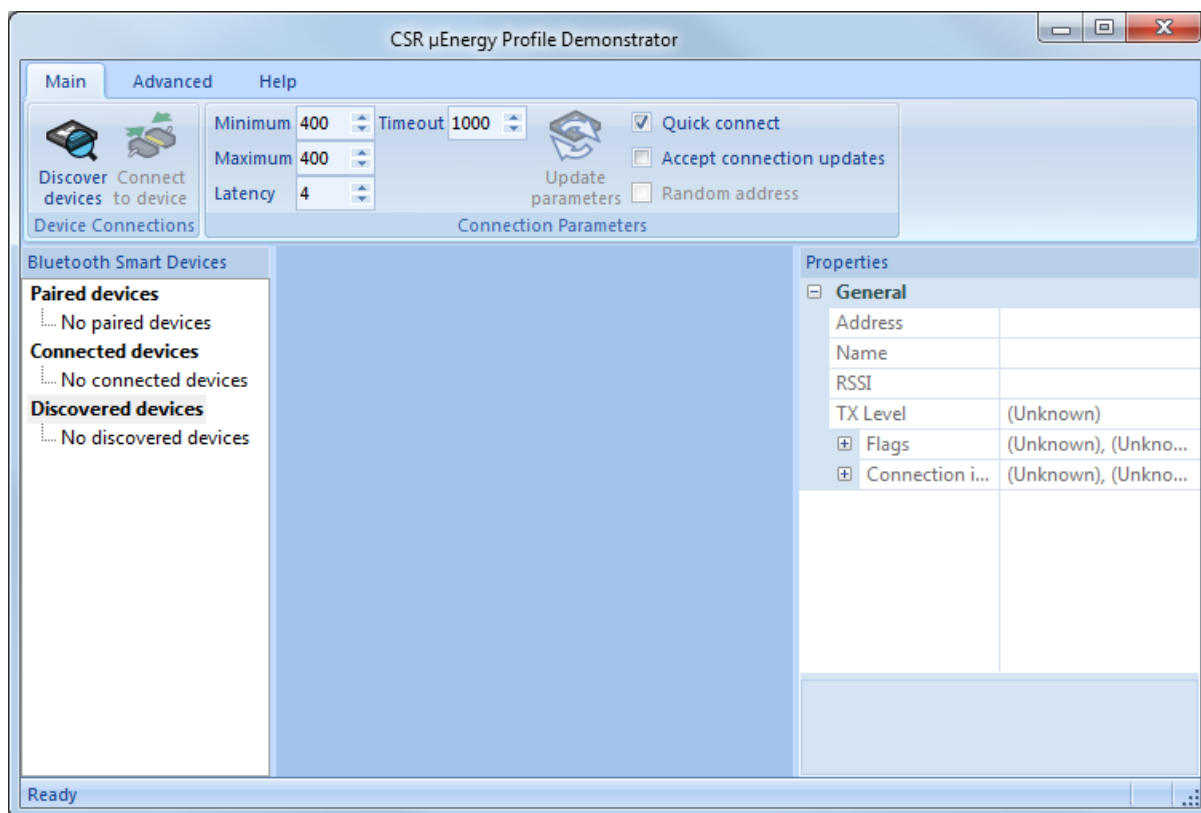 CSR µEnergy Profile Demonstrator
Main Advanced Help
Minimum 400 Timeout 1000
Maximum 400
Latency 4
Discover devices
Connect to device
Update parameters
Quick connect
Accept connection updates
Random address
Device Connections
Connection Parameters
Bluetooth Smart Devices
Paired devices
No paired devices
Connected devices
No connected devices
Discovered devices
No discovered devices
Properties
General
Address
Name
RSSI
TX Level (Unknown)
Flags (Unknown), (Unkno...
Connection i... (Unknown), (Unkno...
Ready